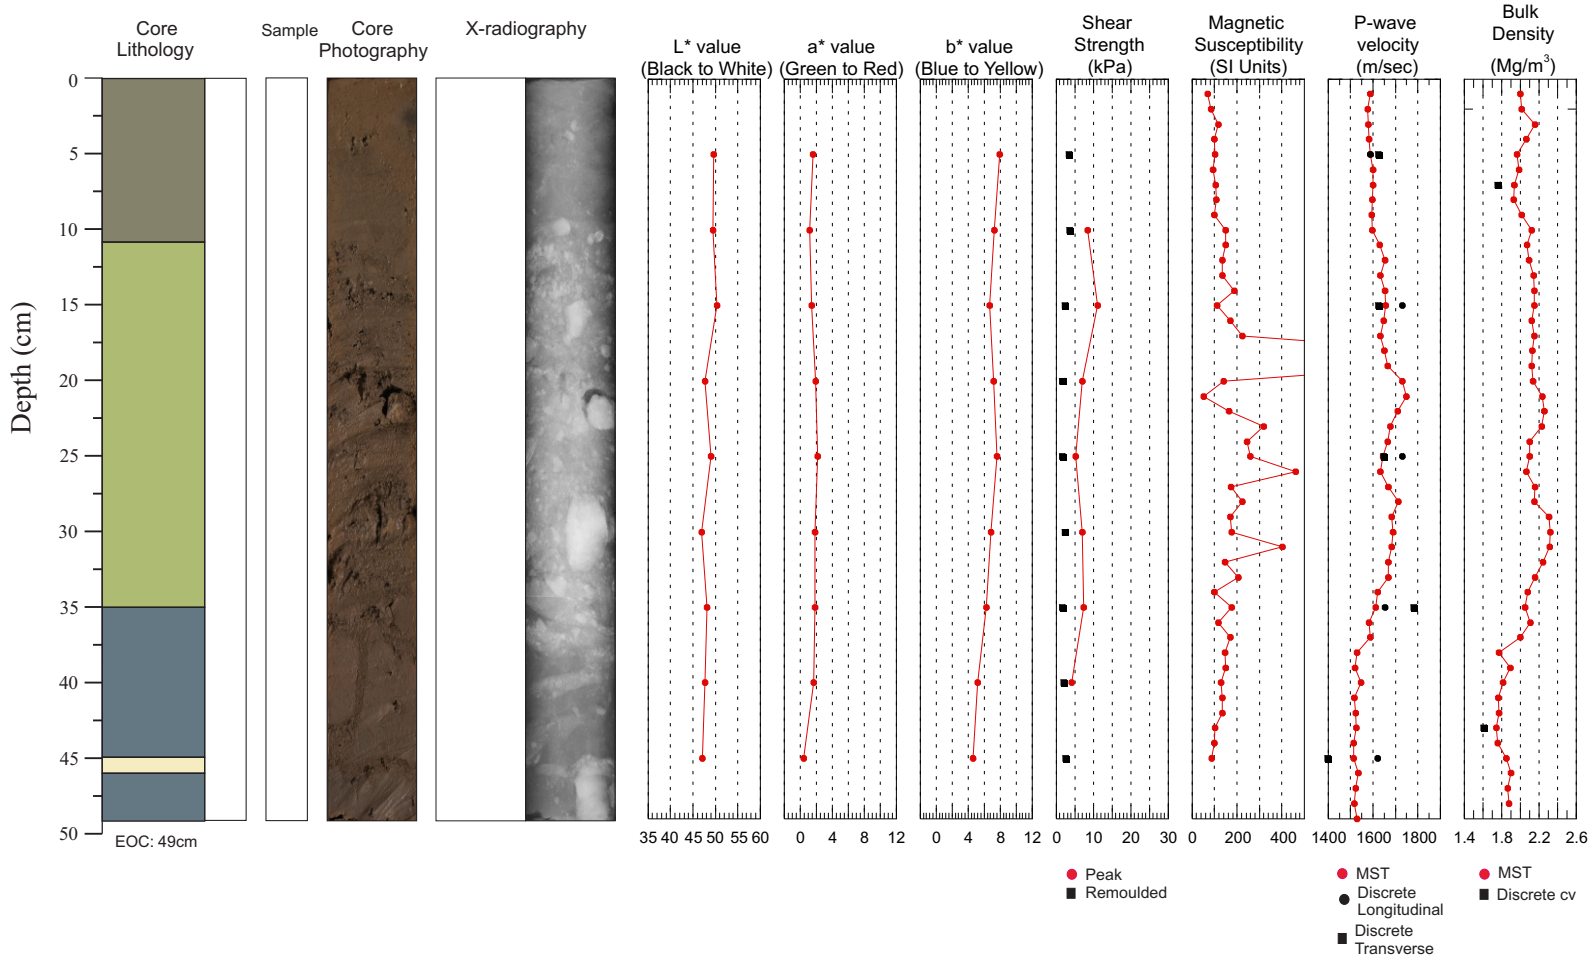 Core
Lithology
Sample
Core
Photography
X-radiography
L* value
(Black to White)
a* value
(Green to Red)
b* value
(Blue to Yellow)
Shear
Strength
(kPa)
Magnetic
Susceptibility
(SI Units)
P-wave
velocity
(m/sec)
Bulk
Density
(Mg/m³)
Depth (cm)
0
5
10
15
20
25
30
35
40
45
50
EOC: 49cm
35 45 50 55 60
0 4 8 12
0 4 8 12
0 10 20 30
0 200 400
1400 1600 1800
1.4 1.8 2.2 2.6
Peak
Remoulded
MST
Discrete
Longitudinal
Discrete
Transverse
MST
Discrete cv